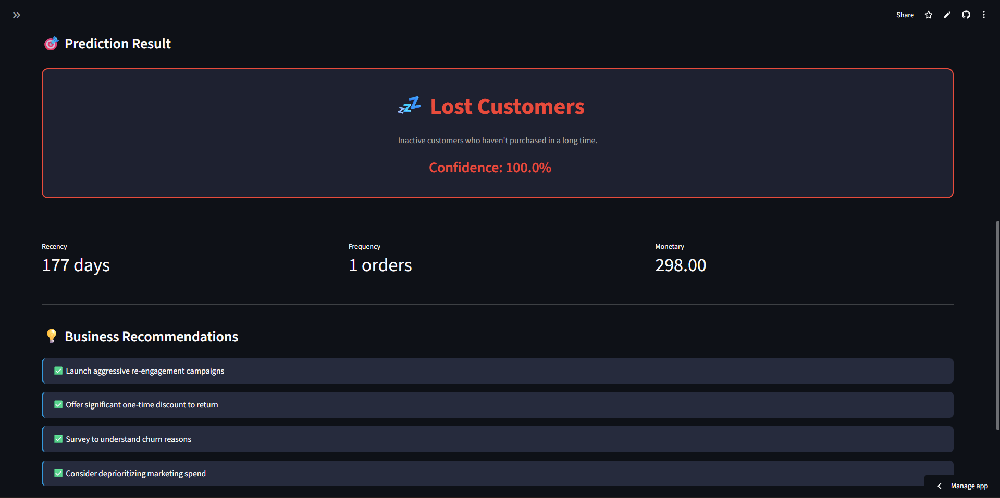 Share
🎯 Prediction Result
💤 Lost Customers
Inactive customers who haven't purchased in a long time.
Confidence: 100.0%
Recency
177 days
Frequency
1 orders
Monetary
298.00
💡 Business Recommendations
✅ Launch aggressive re-engagement campaigns
✅ Offer significant one-time discount to return
✅ Survey to understand churn reasons
✅ Consider deprioritizing marketing spend
Manage app